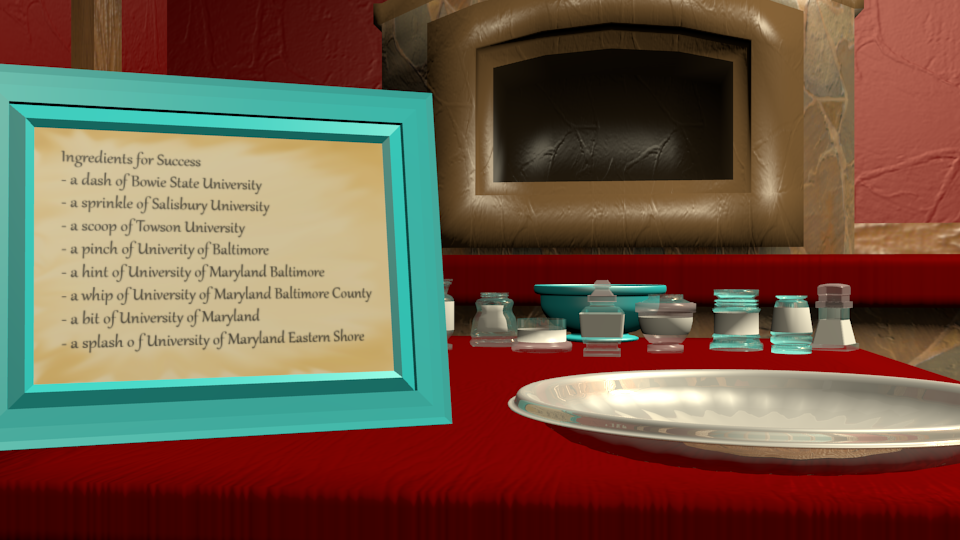 Ingredients for Success
- a dash of Bowie State University
- a sprinkle of Salisbury University
- a scoop of Towson University
- a pinch of Univerity of Baltimore
- a hint of University of Maryland Baltimore
- a whip of University of Maryland Baltimore County
- a bit of University of Maryland
- a splash o f University of Maryland Eastern Shore